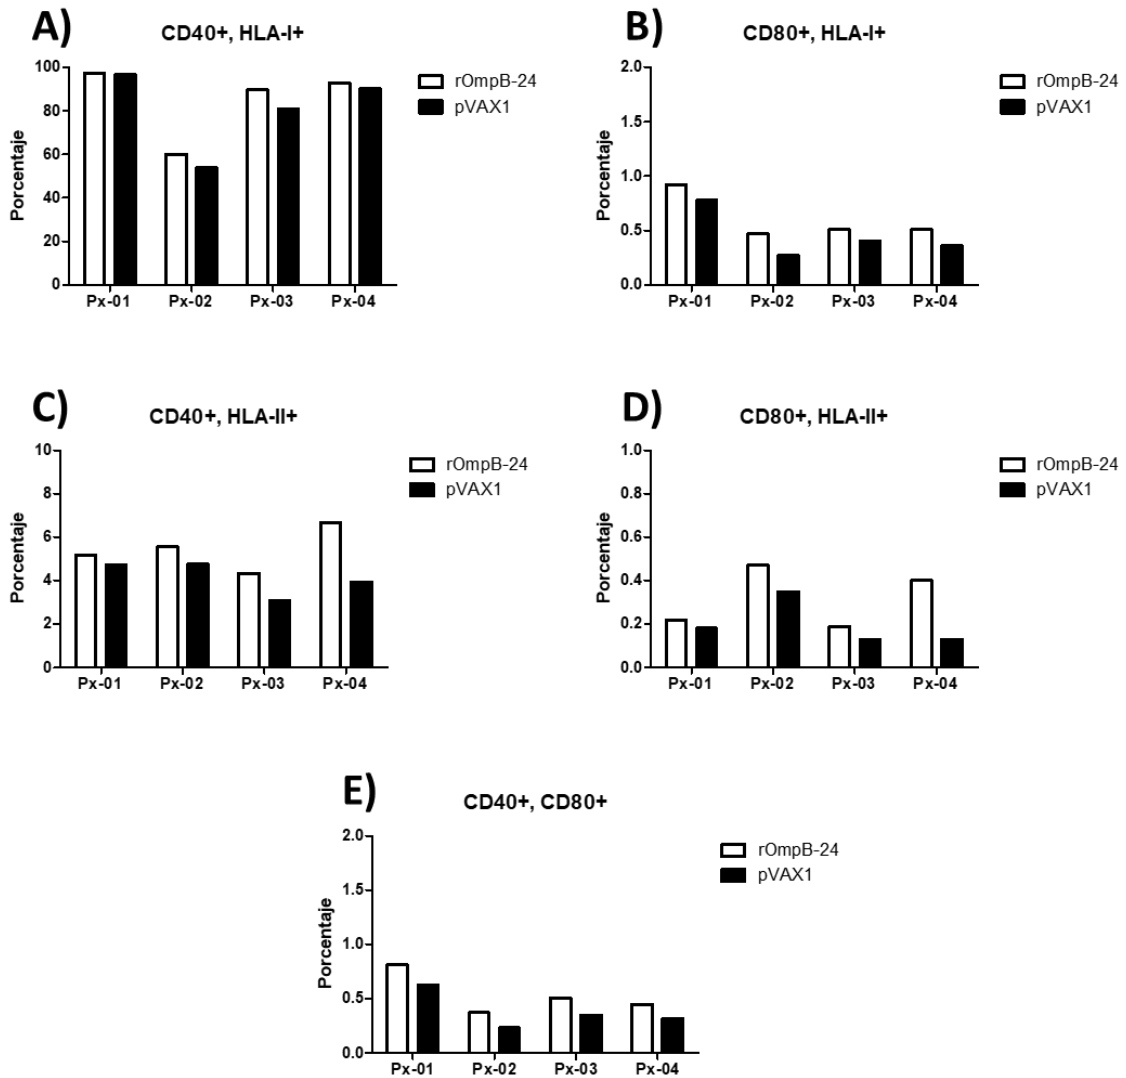 A)
CD40+, HLA-I+
Porcentaje
100
80
60
40
20
0
Px-01 Px-02 Px-03 Px-04
rOmpB-24
pVAX1
B)
CD80+, HLA-I+
Porcentaje
2.0
1.5
1.0
0.5
0.0
Px-01 Px-02 Px-03 Px-04
rOmpB-24
pVAX1
C)
CD40+, HLA-II+
Porcentaje
10
8
6
4
2
0
Px-01 Px-02 Px-03 Px-04
rOmpB-24
pVAX1
D)
CD80+, HLA-II+
Porcentaje
1.0
0.8
0.6
0.4
0.2
0.0
Px-01 Px-02 Px-03 Px-04
rOmpB-24
pVAX1
E)
CD40+, CD80+
Porcentaje
2.0
1.5
1.0
0.5
0.0
Px-01 Px-02 Px-03 Px-04
rOmpB-24
pVAX1